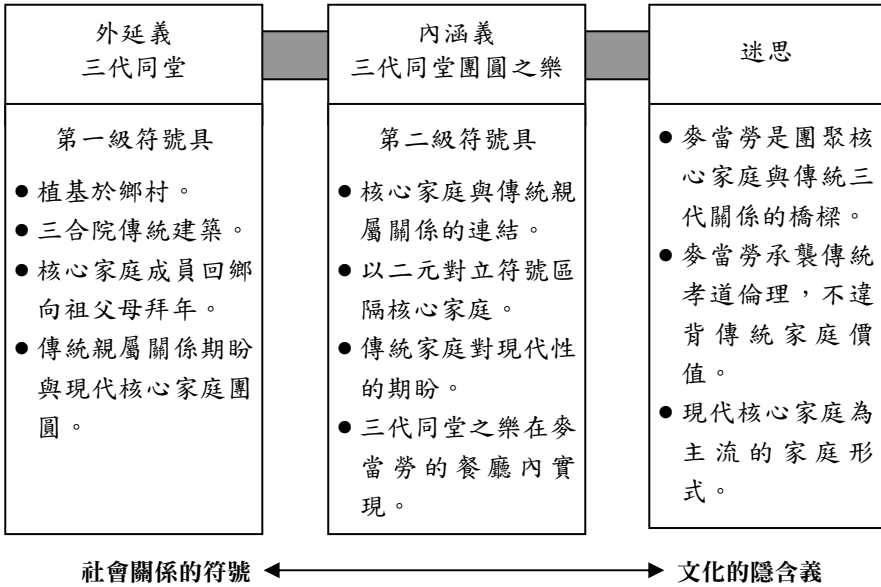 外延義
三代同堂
第一級符號具
● 植基於鄉村。
● 三合院傳統建築。
● 核心家庭成員回鄉
向祖父母拜年。
● 傳統親屬關係期盼
與現代核心家庭團
圓。
內涵義
三代同堂團圓之樂
第二級符號具
● 核心家庭與傳統親
屬關係的連結。
● 以二元對立符號區
隔核心家庭。
● 傳統家庭對現代性
的期盼。
● 三代同堂之樂在麥
當勞的餐廳內實
現。
迷思
● 麥當勞是團聚核
心家庭與傳統三
代關係的橋樑。
● 麥當勞承襲傳統
孝道倫理，不違
背傳統家庭價
值。
● 現代核心家庭為
主流的家庭形
式。
社會關係的符號
文化的隱含義